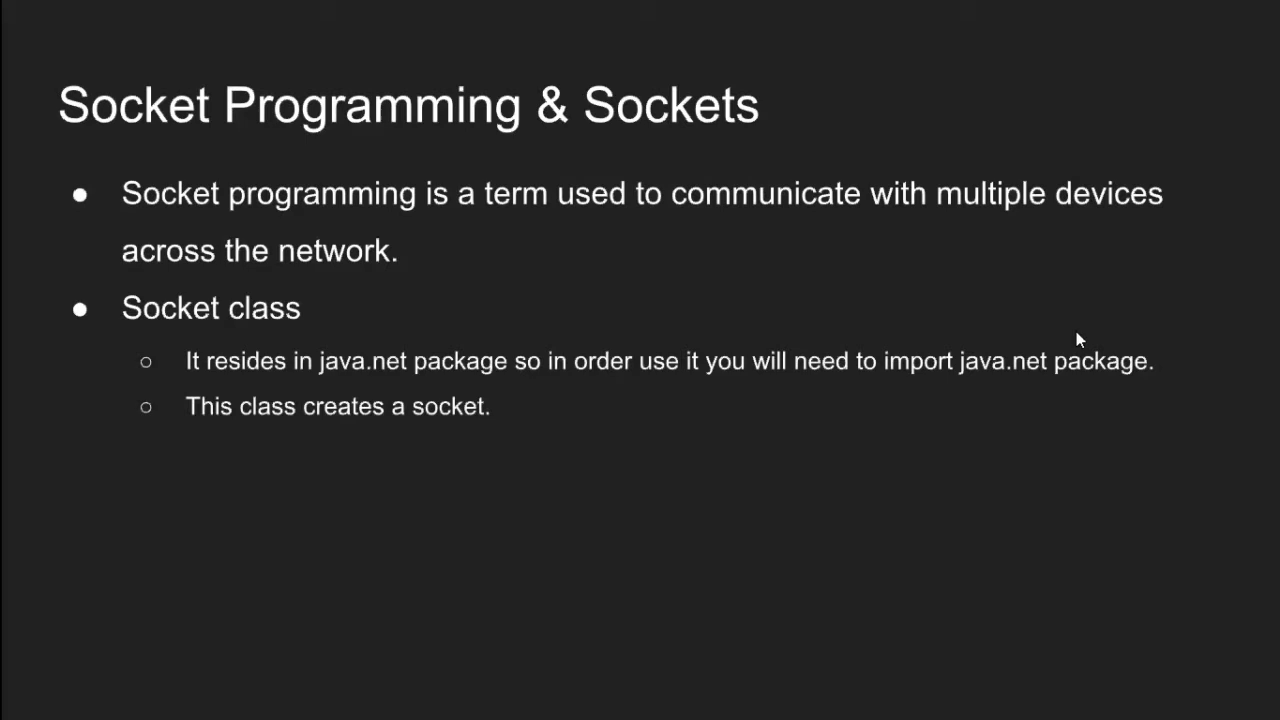 Socket Programming & Sockets
● Socket programming is a term used to communicate with multiple devices
across the network.
● Socket class
○ It resides in java.net package so in order use it you will need to import java.net package.
○ This class creates a socket.